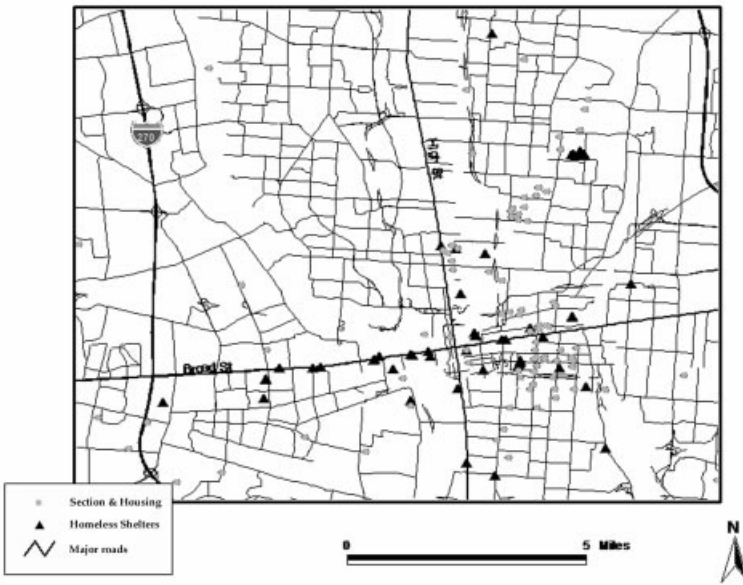 270
High St
Broad St
Section & Housing
Homeless Shelters
Major roads
0 5 Miles
N